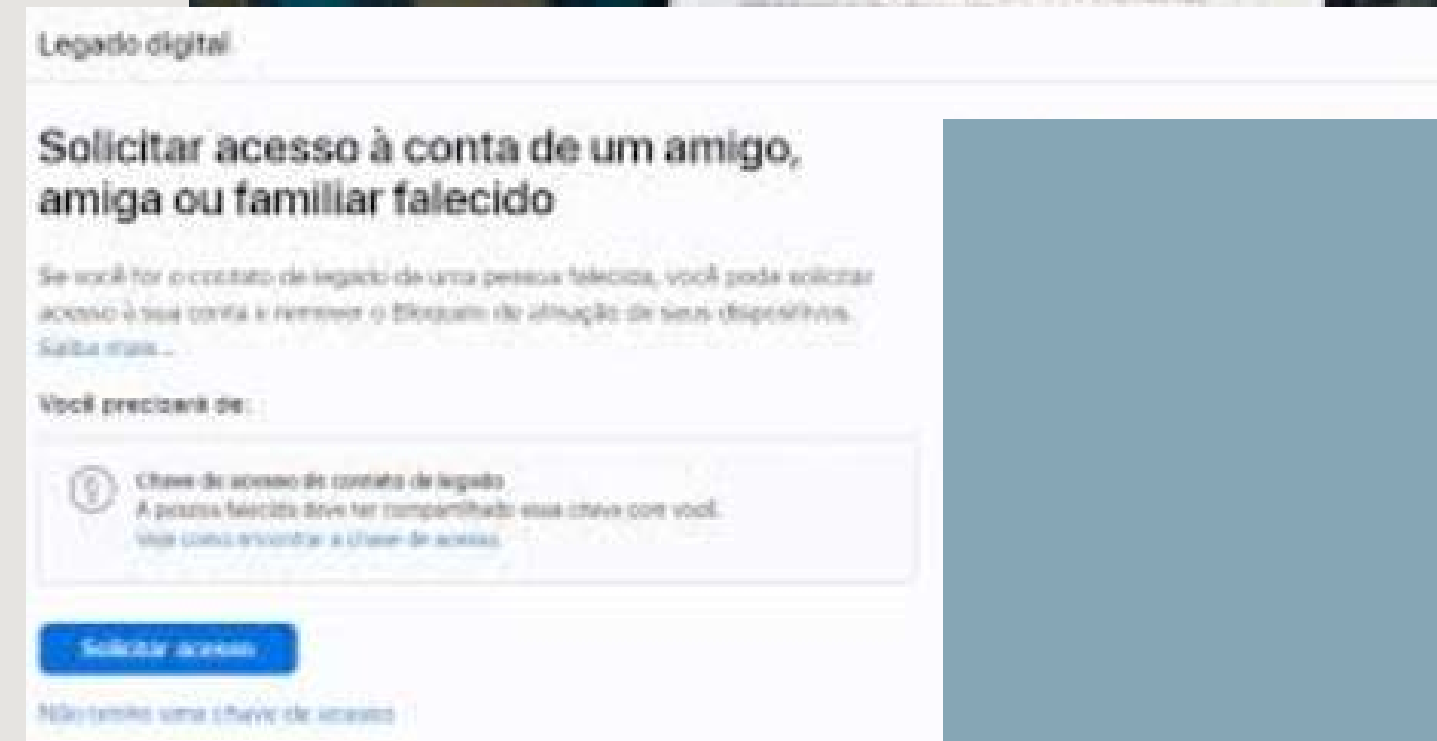 Legado digital
Solicitar acesso à conta de um amigo,
amiga ou familiar falecido
Se você for o contato de legado de uma pessoa falecida, você pode solicitar
acesso à sua conta e remover o Bloqueio de ativação de seus dispositivos.
Saiba mais...
Você precisará de:
Chave de acesso de contato de legado
A pessoa falecida deve ter compartilhado essa chave com você.
Veja como encontrar a chave de acesso
Solicitar acesso
Não tenho uma chave de acesso